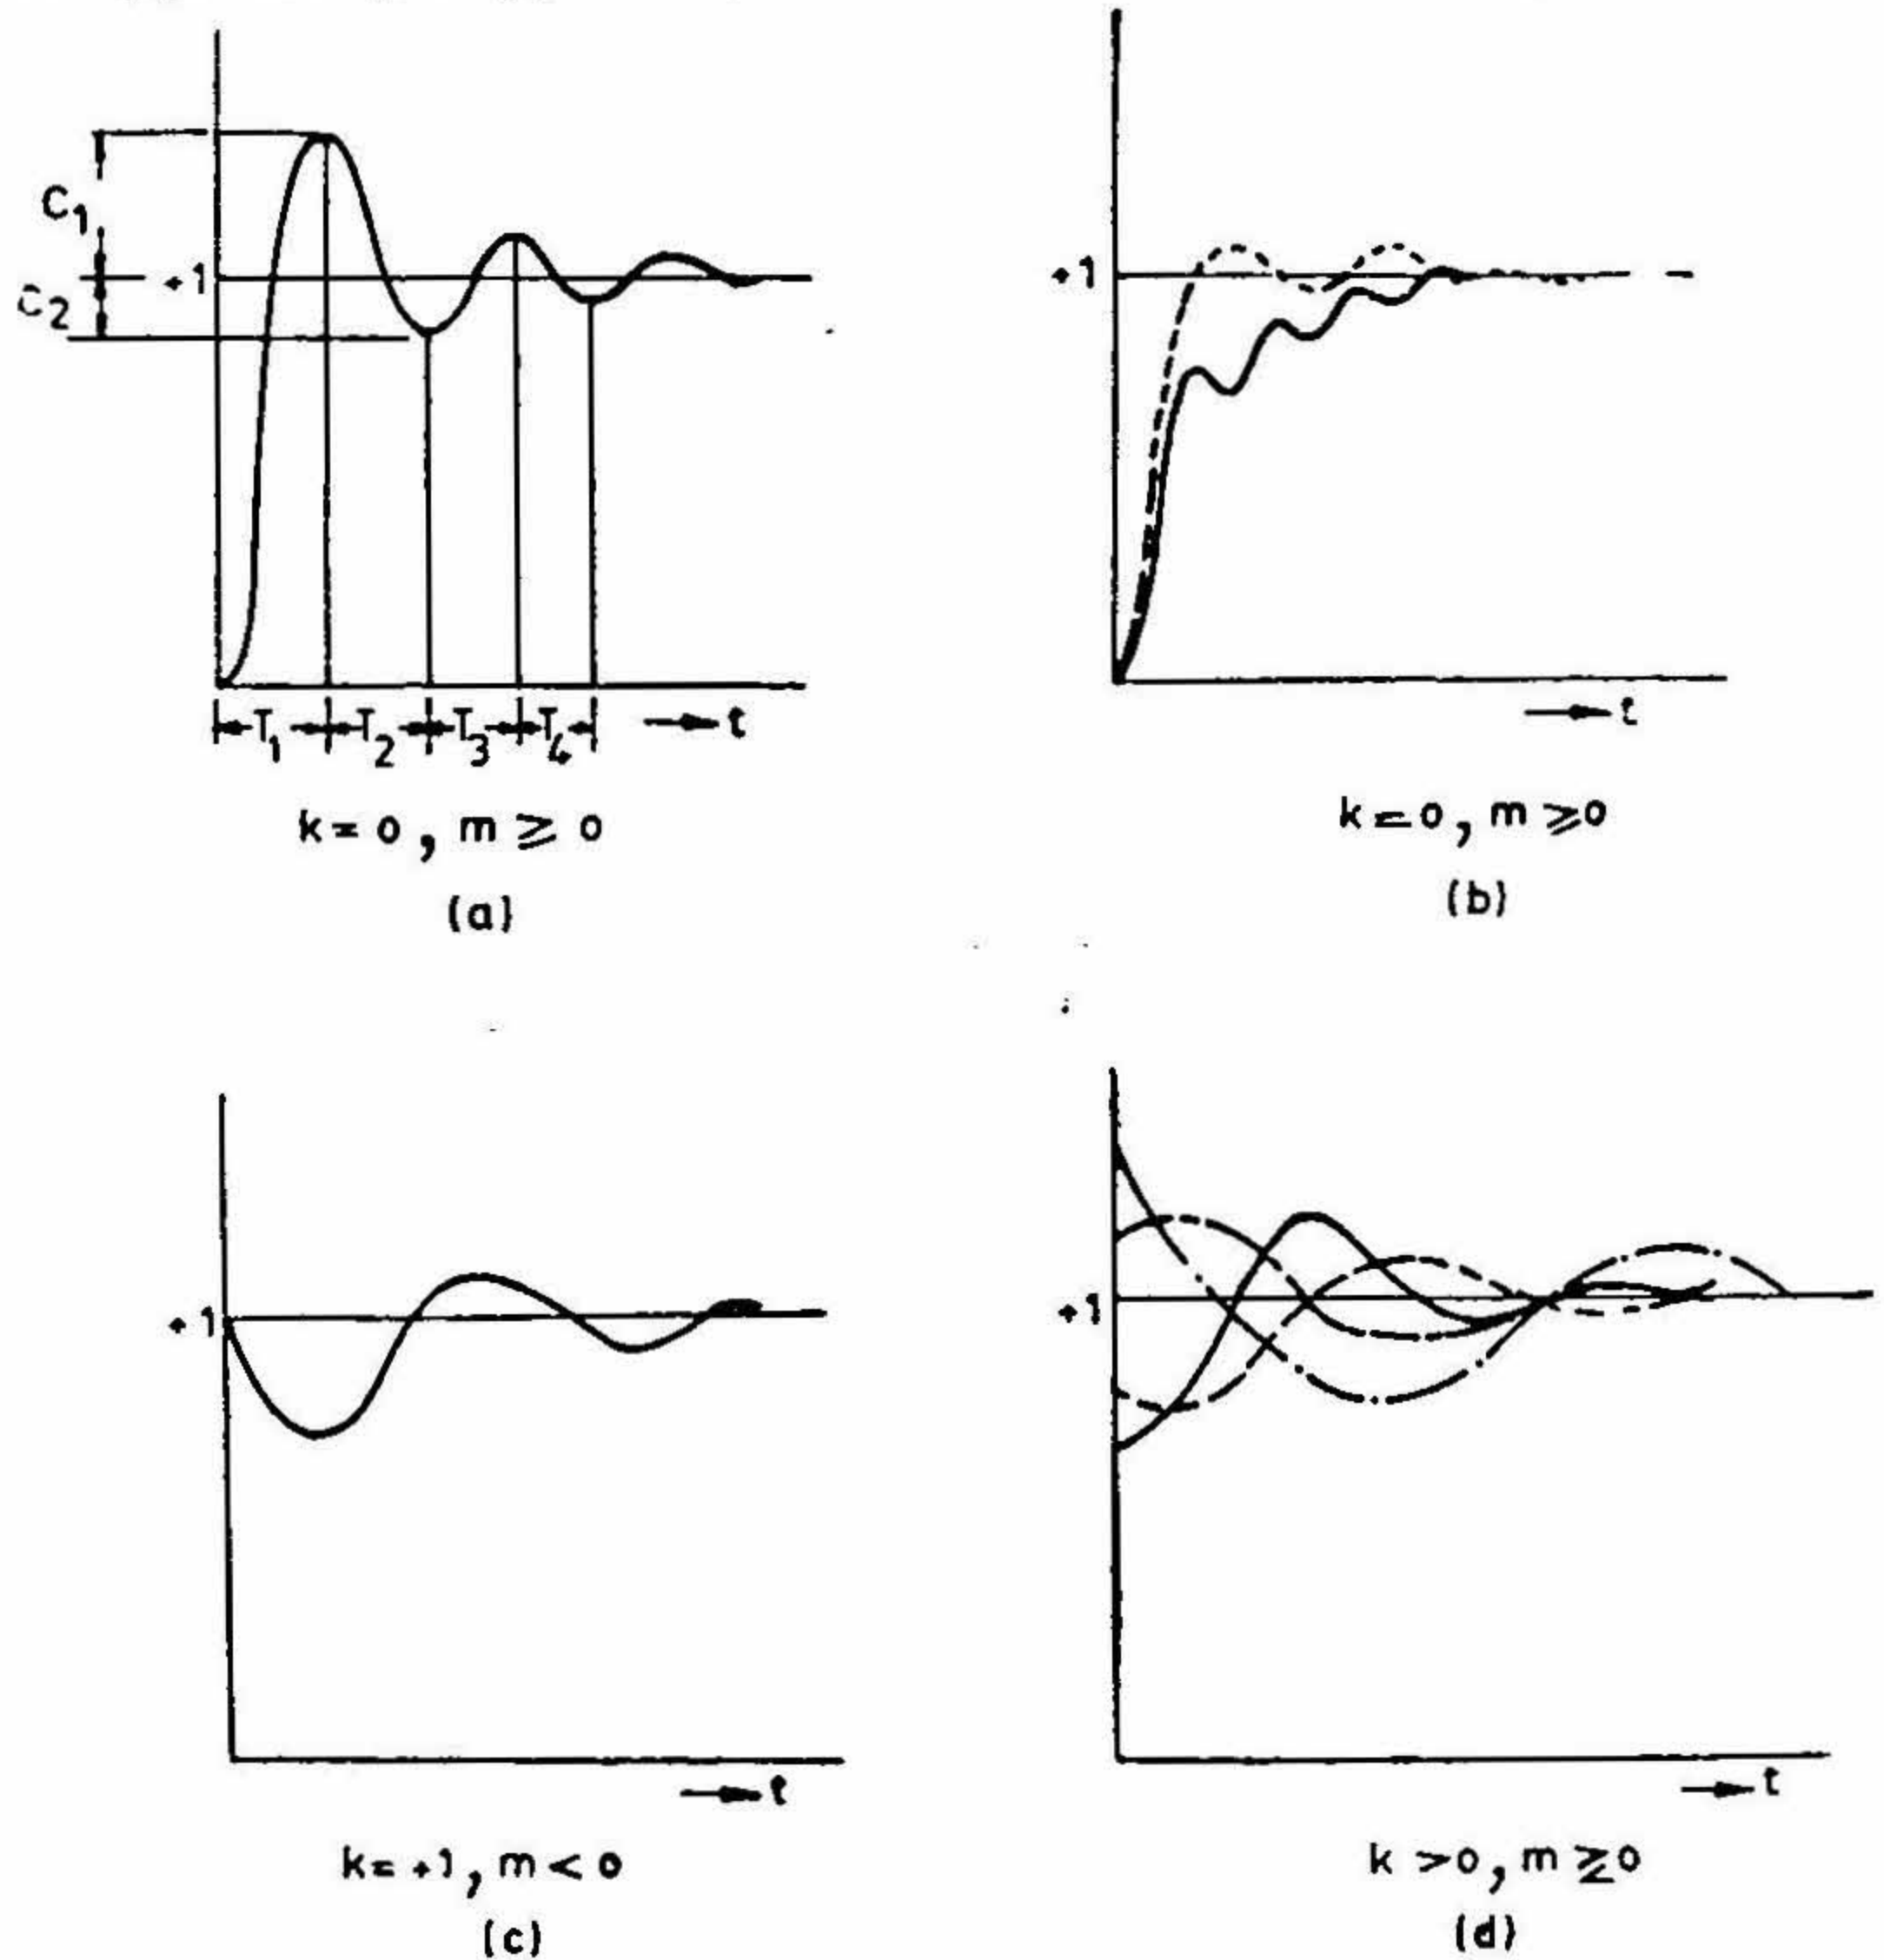 C₁
+1
C₂
T₁ T₂ T₃ T₄ t
k = 0, m ≥ 0
(a)
+1
t
k = 0, m ≥ 0
(b)
+1
t
k = +1, m < 0
(c)
+1
t
k > 0, m ≧ 0
(d)